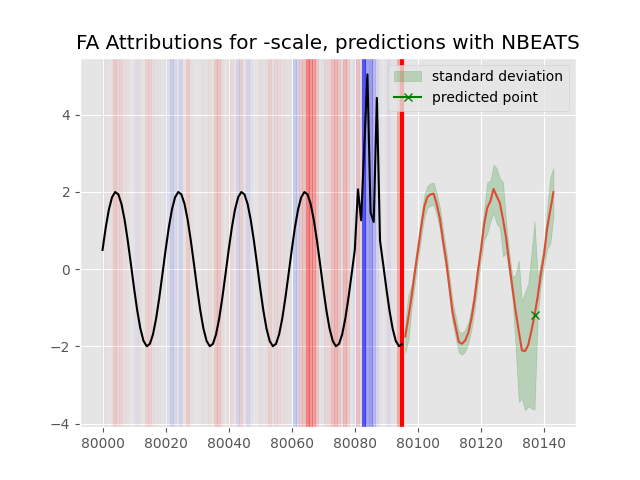 FA Attributions for -scale, predictions with NBEATS
standard deviation
predicted point
4
2
0
−2
−4
80000 80020 80040 80060 80080 80100 80120 80140